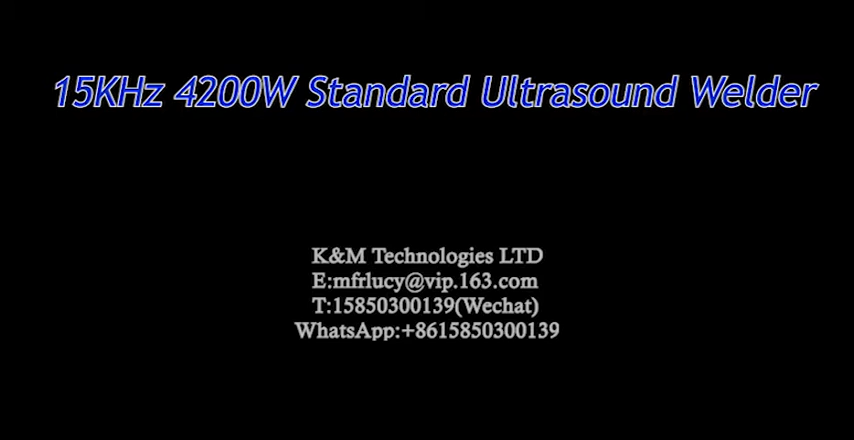 15KHz 4200W Standard Ultrasound Welder
K&M Technologies LTD
E:mfrlucy@vip.163.com
T:15850300139(Wechat)
WhatsApp:+8615850300139